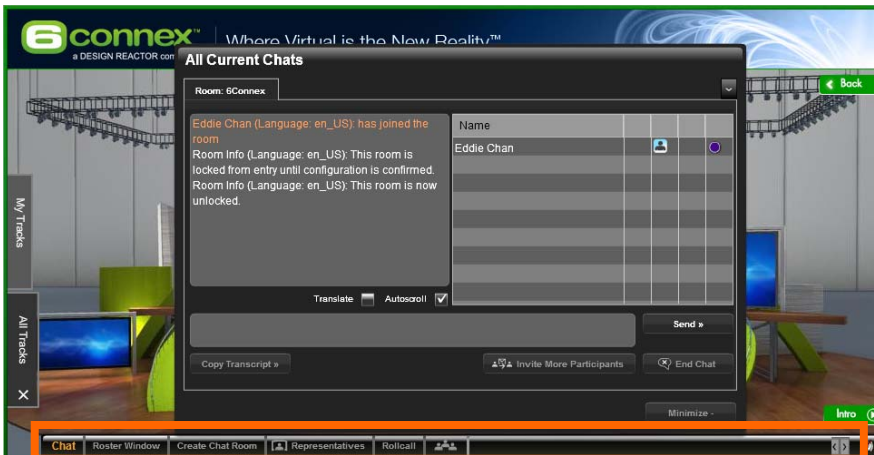 6connex™
a DESIGN REACTOR com
Where Virtual is the New Reality™
All Current Chats
Room: 6Connex
Back
Eddie Chan (Language: en_US): has joined the
room
Room Info (Language: en_US): This room is
locked from entry until configuration is confirmed.
Room Info (Language: en_US): This room is now
unlocked.
Name
Eddie Chan
My Tracks
Translate Autoscroll
Send »
All Tracks
Copy Transcript »
Invite More Participants
End Chat
X
Minimize -
Intro
Chat Roster Window Create Chat Room Representatives Rollcall